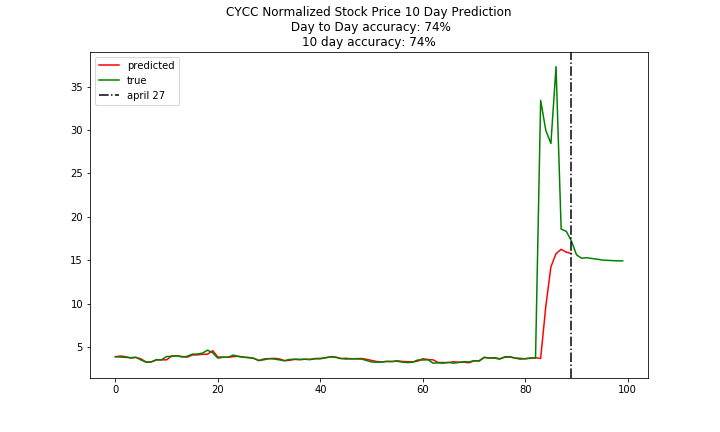 CYCC Normalized Stock Price 10 Day Prediction
Day to Day accuracy: 74%
10 day accuracy: 74%
predicted
true
april 27
35
30
25
20
15
10
5
0
20
40
60
80
100